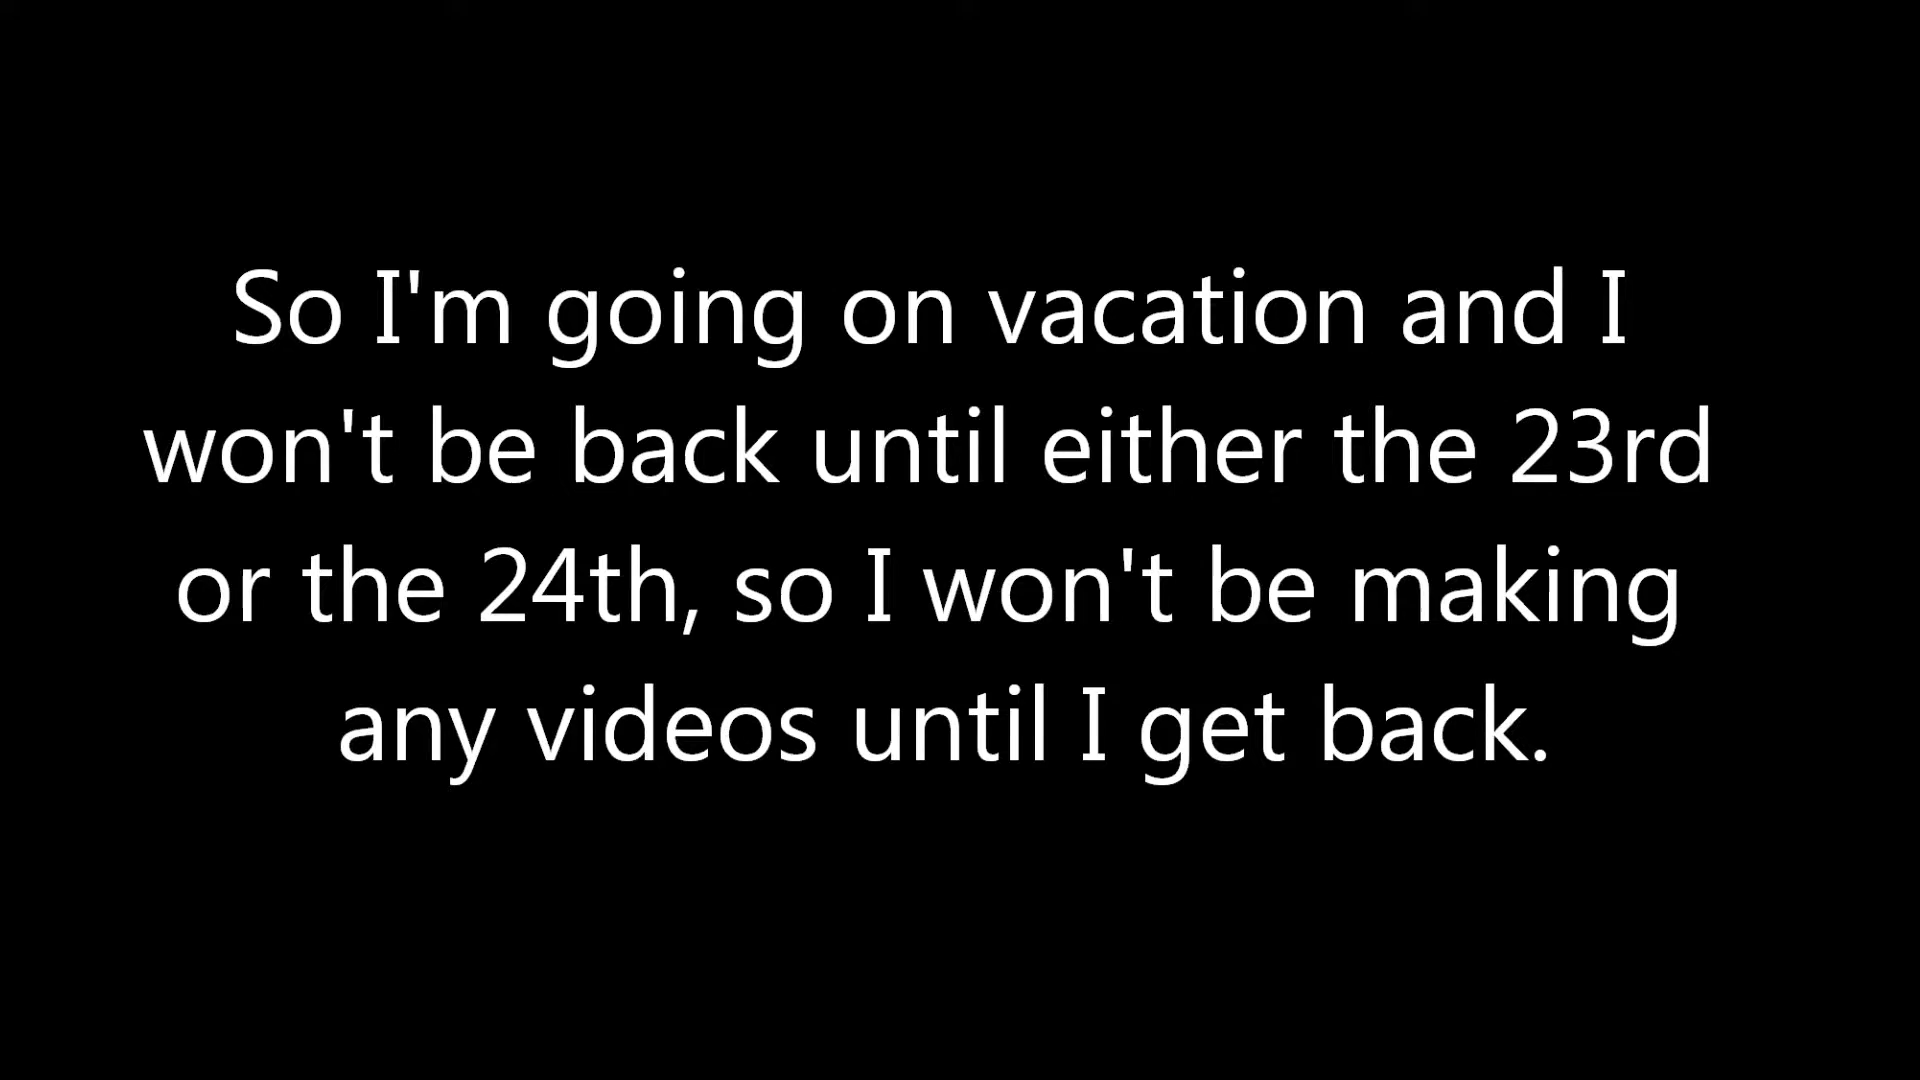 So I'm going on vacation and I
won't be back until either the 23rd
or the 24th, so I won't be making
any videos until I get back.